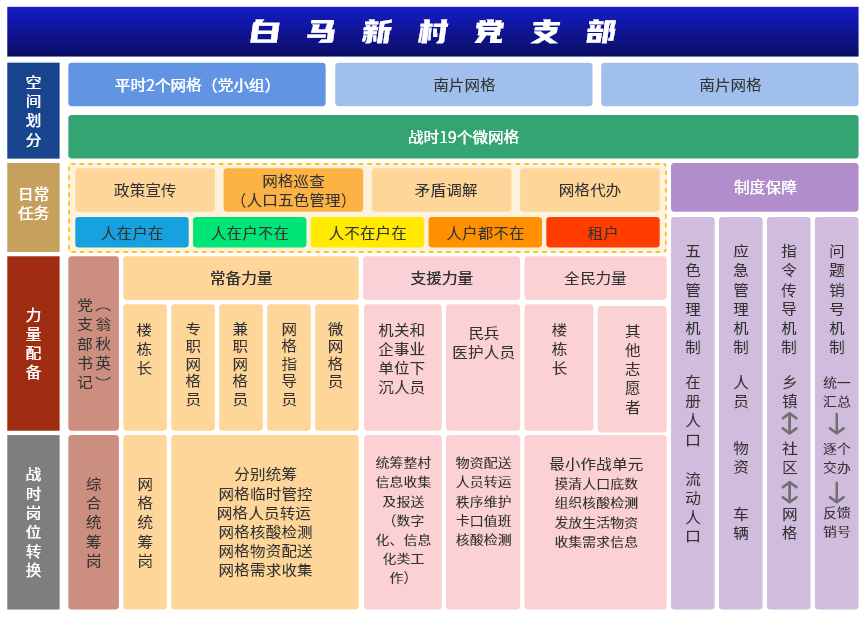 白马新村党支部
空间划分
平时2个网格（党小组）
南片网格
南片网格
战时19个微网格
日常
任务
政策宣传
网格巡查
（人口五色管理）
矛盾调解
网格代办
人在户在
人在户不在
人不在户在
人户都不在
租户
制度保障
力量配备
党支部书记
（翁秋英）
常备力量
楼栋长
专职网格员
兼职网格员
网格指导员
微网格员
支援力量
机关和
企事业
单位下
沉人员
民兵
医护人员
全民力量
楼栋长
其他志愿者
战时岗位转换
综合统筹岗
网格统筹岗
分别统筹
网格临时管控
网格人员转运
网格核酸检测
网格物资配送
网格需求收集
统筹整村
信息收集
及报送
（数字
化、信息
化类工
作）
物资配送
人员转运
秩序维护
卡口值班
核酸检测
最小作战单元
摸清人口底数
组织核酸检测
发放生活物资
收集需求信息
五色管理机制
在册人口
流动人口
应急管理机制
人员
物资
车辆
指令传导机制
乡镇
社区
网格
问题销号机制
统一
汇总
逐个
交办
反馈
销号